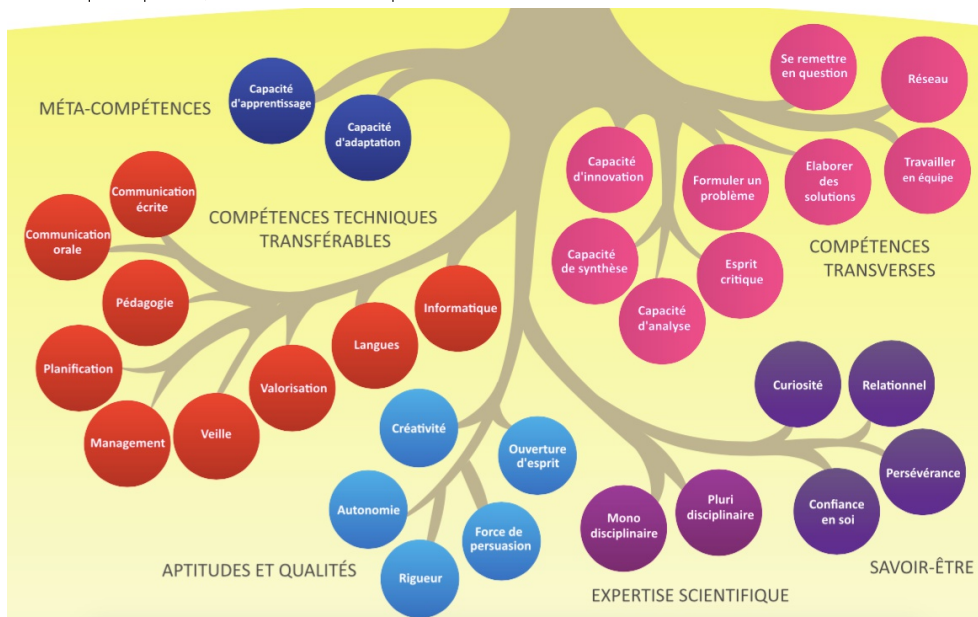 MÉTA-COMPÉTENCES
Capacité
d'apprentissage
Capacité
d'adaptation
Se remettre
en question
Réseau
Capacité
d'innovation
Formuler un
problème
Elaborer
des
solutions
Travailler
en équipe
Capacité
de synthèse
Esprit
critique
Capacité
d'analyse
COMPÉTENCES
TRANSVERSES
Communication
écrite
Communication
orale
COMPÉTENCES TECHNIQUES
TRANSFÉRABLES
Pédagogie
Informatique
Langues
Planification
Valorisation
Management
Veille
Créativité
Ouverture
d'esprit
Autonomie
Force de
persuasion
Rigueur
APTITUDES ET QUALITÉS
Mono
disciplinaire
Pluri
disciplinaire
EXPERTISE SCIENTIFIQUE
Curiosité
Relationnel
Persévérance
Confiance
en soi
SAVOIR-ÊTRE